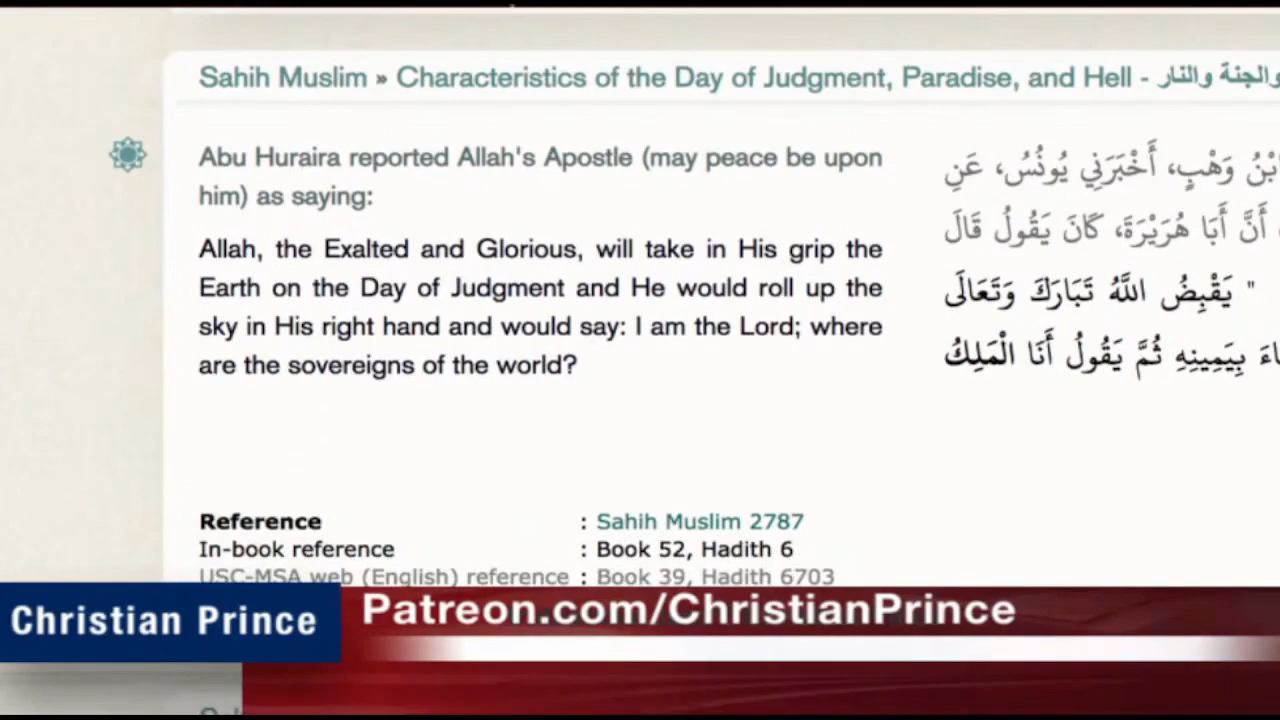 Sahih Muslim » Characteristics of the Day of Judgment, Paradise, and Hell - والجنة والنار
Abu Huraira reported Allah's Apostle (may peace be upon
him) as saying:
Allah, the Exalted and Glorious, will take in His grip the
Earth on the Day of Judgment and He would roll up the
sky in His right hand and would say: I am the Lord; where
are the sovereigns of the world?
ابْنُ وَهْبٍ، أَخْبَرَنِي يُونُسُ، عَنِ
أَنَّ أَبَا هُرَيْرَةَ، كَانَ يَقُولُ قَالَ
" يَقْبِضُ اللَّهُ تَبَارَكَ وَتَعَالَى
بِيَمِينِهِ ثُمَّ يَقُولُ أَنَا الْمَلِكُ
Reference : Sahih Muslim 2787
In-book reference : Book 52, Hadith 6
USC-MSA web (English) reference : Book 39, Hadith 6703
Christian Prince
Patreon.com/ChristianPrince